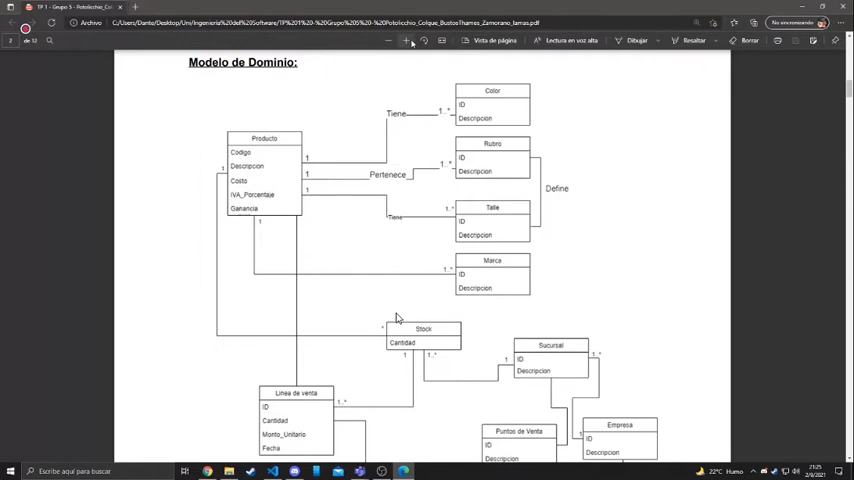 TP 1 - Grupo 5 - Potolicchio_Col
Archivo
C:/Users/Dante/Desktop/Uni/Ingenieria%20del%20Software/TP%201%20-%20Grupo%205%20-%20Potolicchio_Colque_BustosThames_Zamorano_lamas.pdf
No sincronizando
2
de 12
Vista de página
Lectura en voz alta
Dibujar
Resaltar
Borrar
Modelo de Dominio:
Color
ID
Descripcion
Tiene
1..*
Producto
Codigo
Descripcion
Costo
IVA_Porcentaje
Ganancia
1
1
1
1
1
Rubro
ID
Descripcion
1..*
Pertenece
Define
Talle
ID
Descripcion
1..*
Tiene
Marca
ID
Descripcion
1..*
Stock
Cantidad
*
1
1..*
Sucursal
ID
Descripcion
1
1..*
Linea de venta
ID
Cantidad
Monto_Unitario
Fecha
1..*
Puntos de Venta
ID
Descripcion
Empresa
ID
Descripcion
1
Escribe aquí para buscar
22°C Humo
21:25
2/9/2021